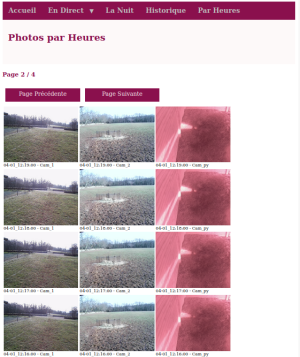 Accueil En Direct ▼ La Nuit Historique Par Heures
Photos par Heures
Page 2 / 4
Page Précédente Page Suivante
04-01_12:19:00 - Cam_1 04-01_12:19:00 - Cam_2 04-01_12:19:00 - Cam_py
04-01_12:18:00 - Cam_1 04-01_12:18:00 - Cam_2 04-01_12:18:00 - Cam_py
04-01_12:17:00 - Cam_1 04-01_12:17:00 - Cam_2 04-01_12:17:00 - Cam_py
04-01_12:16:00 - Cam_1 04-01_12:16:00 - Cam_2 04-01_12:16:00 - Cam_py